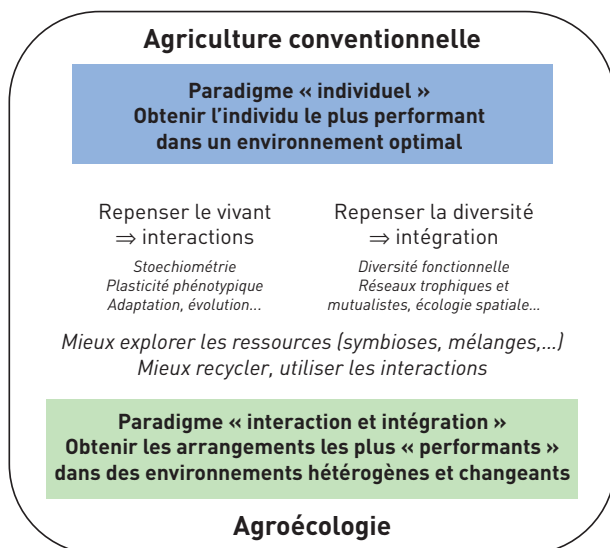 Agriculture conventionnelle
Paradigme « individuel »
Obtenir l'individu le plus performant
dans un environnement optimal
Repenser le vivant
⇒ interactions
Stoechiométrie
Plasticité phénotypique
Adaptation, évolution...
Repenser la diversité
⇒ intégration
Diversité fonctionnelle
Réseaux trophiques et
mutualistes, écologie spatiale…
Mieux explorer les ressources (symbioses, mélanges,…)
Mieux recycler, utiliser les interactions
Paradigme « interaction et intégration »
Obtenir les arrangements les plus « performants »
dans des environnements hétérogènes et changeants
Agroécologie